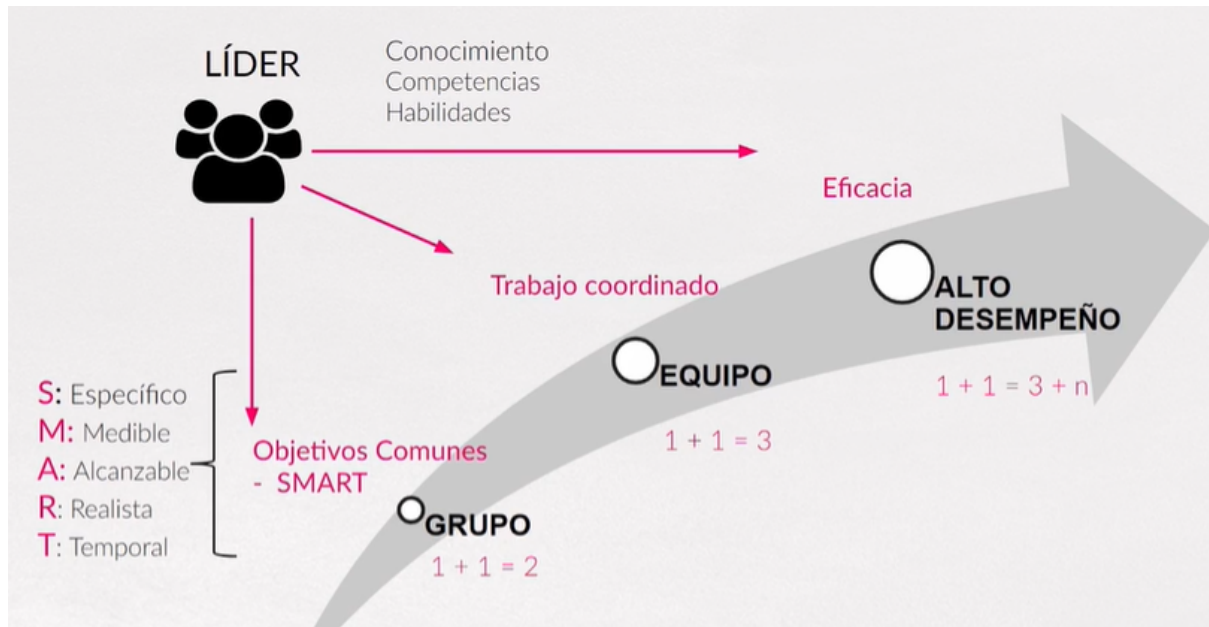 LÍDER
Conocimiento
Competencias
Habilidades
Eficacia
ALTO
DESEMPEÑO
1 + 1 = 3 + n
Trabajo coordinado
EQUIPO
1 + 1 = 3
S: Específico
M: Medible
A: Alcanzable
R: Realista
T: Temporal
Objetivos Comunes
- SMART
GRUPO
1 + 1 = 2